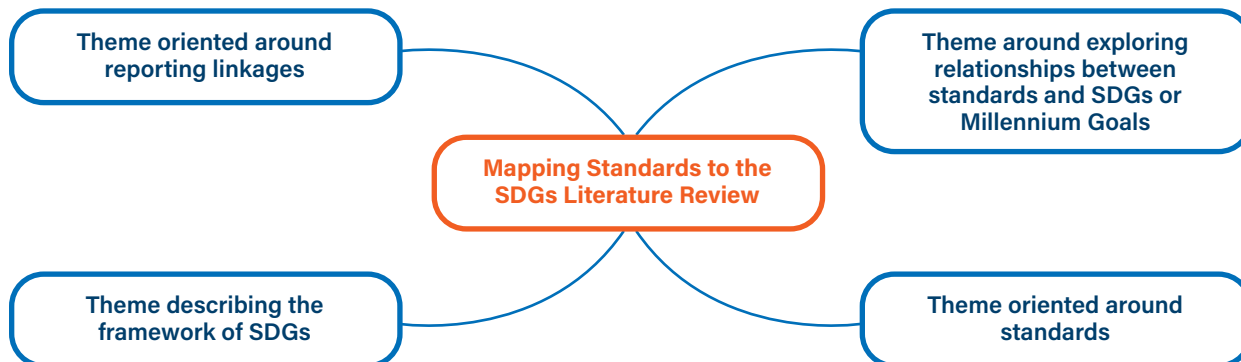 Theme oriented around
reporting linkages
Theme around exploring
relationships between
standards and SDGs or
Millennium Goals
Mapping Standards to the
SDGs Literature Review
Theme describing the
framework of SDGs
Theme oriented around
standards